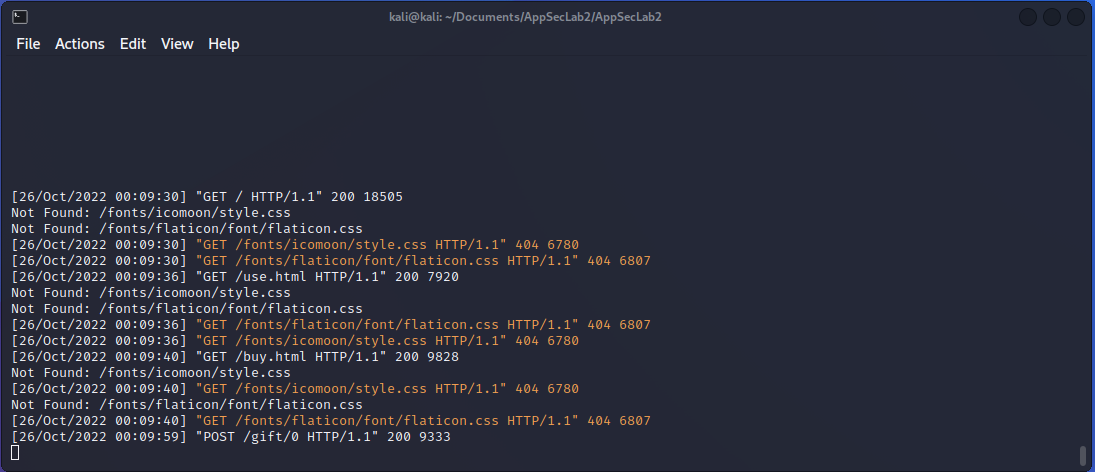 kali@kali: ~/Documents/AppSecLab2/AppSecLab2
File Actions Edit View Help
[26/Oct/2022 00:09:30] "GET / HTTP/1.1" 200 18505
Not Found: /fonts/icomoon/style.css
Not Found: /fonts/flaticon/font/flaticon.css
[26/Oct/2022 00:09:30] "GET /fonts/icomoon/style.css HTTP/1.1" 404 6780
[26/Oct/2022 00:09:30] "GET /fonts/flaticon/font/flaticon.css HTTP/1.1" 404 6807
[26/Oct/2022 00:09:36] "GET /use.html HTTP/1.1" 200 7920
Not Found: /fonts/icomoon/style.css
Not Found: /fonts/flaticon/font/flaticon.css
[26/Oct/2022 00:09:36] "GET /fonts/flaticon/font/flaticon.css HTTP/1.1" 404 6807
[26/Oct/2022 00:09:36] "GET /fonts/icomoon/style.css HTTP/1.1" 404 6780
[26/Oct/2022 00:09:40] "GET /buy.html HTTP/1.1" 200 9828
Not Found: /fonts/icomoon/style.css
[26/Oct/2022 00:09:40] "GET /fonts/icomoon/style.css HTTP/1.1" 404 6780
Not Found: /fonts/flaticon/font/flaticon.css
[26/Oct/2022 00:09:40] "GET /fonts/flaticon/font/flaticon.css HTTP/1.1" 404 6807
[26/Oct/2022 00:09:59] "POST /gift/0 HTTP/1.1" 200 9333